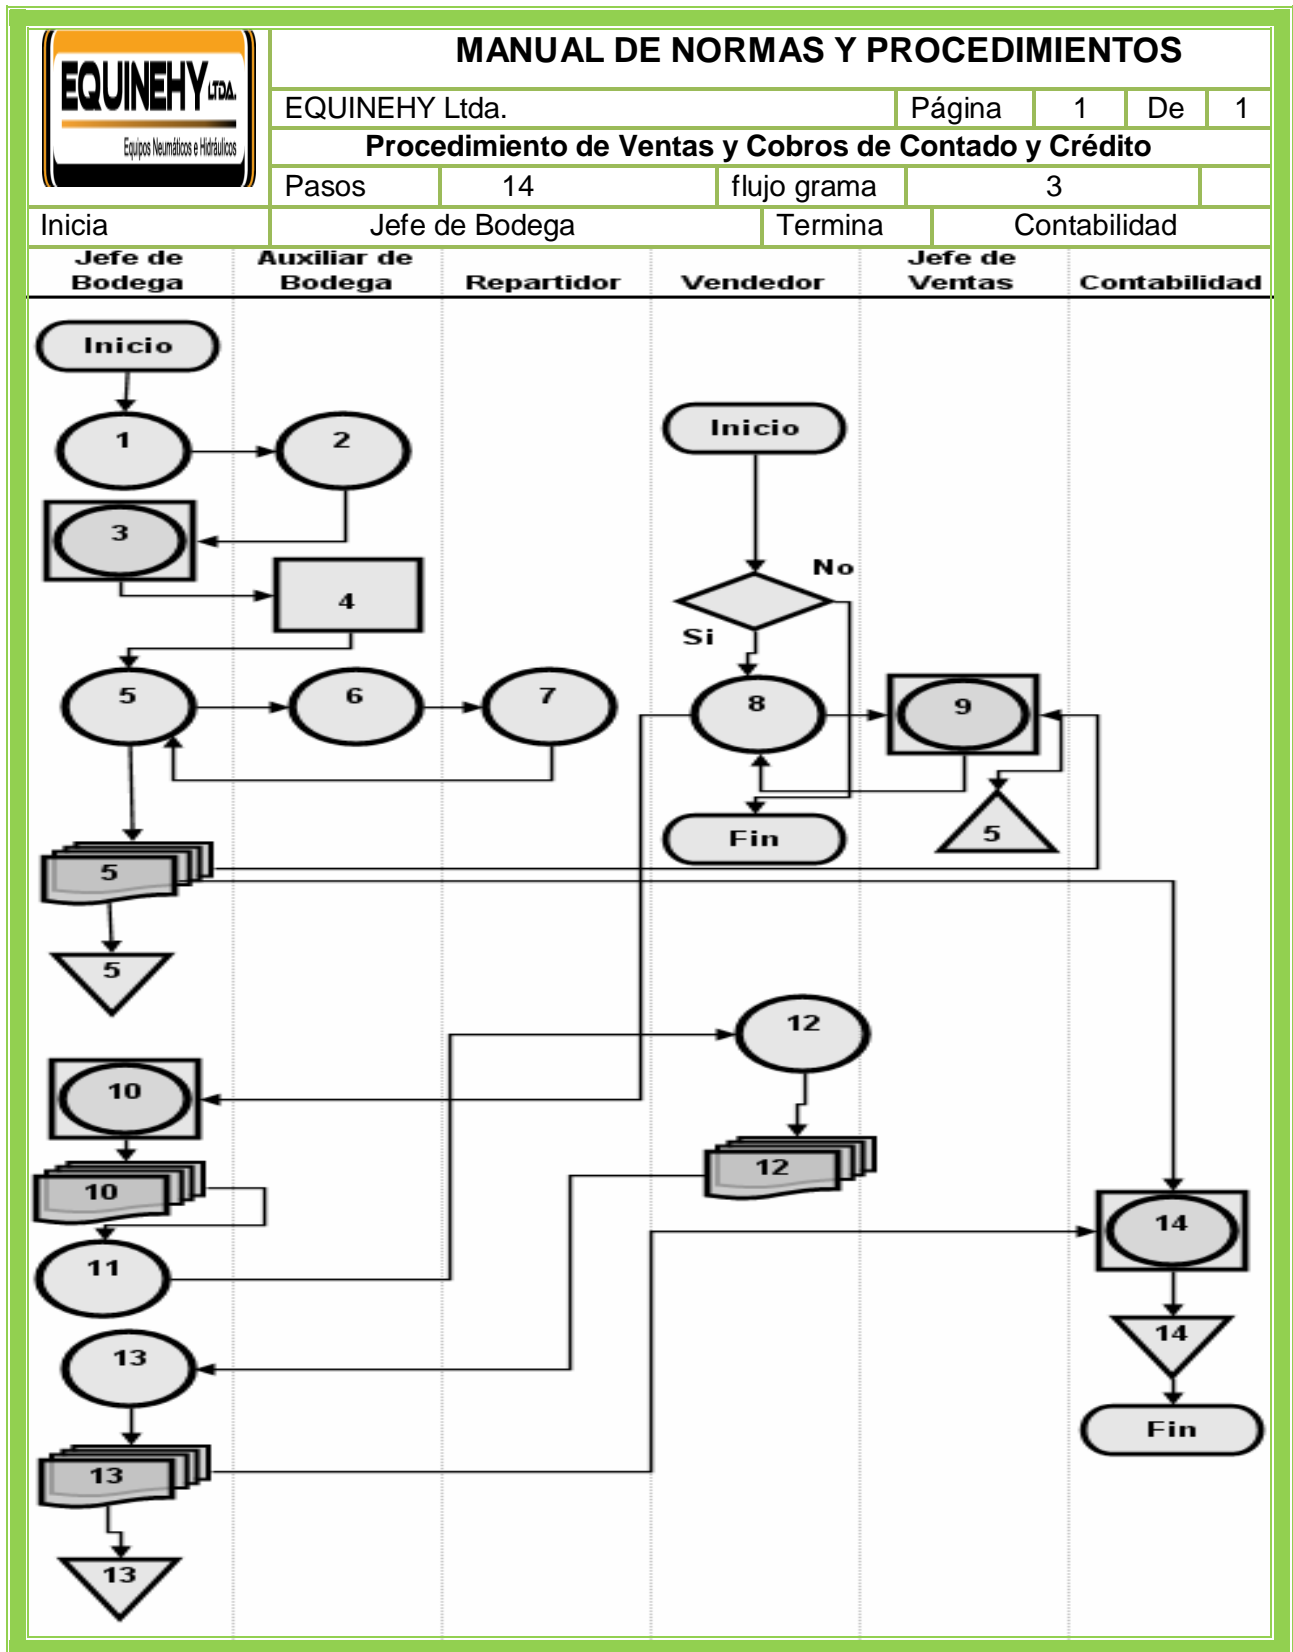 EQUINEHY LTDA.
Equipos Neumáticos e Hidráulicos
MANUAL DE NORMAS Y PROCEDIMIENTOS
EQUINEHY Ltda. Página 1 De 1
Procedimiento de Ventas y Cobros de Contado y Crédito
Pasos 14 flujo grama 3
Inicia Jefe de Bodega Termina Contabilidad
Jefe de Bodega Auxiliar de Bodega Repartidor Vendedor Jefe de Ventas Contabilidad
Inicio
Inicio
1 2
3
No
4
Si
5 6 7 8 9
5
Fin
5
5
12
10
12
10
14
11
14
13
Fin
13
13